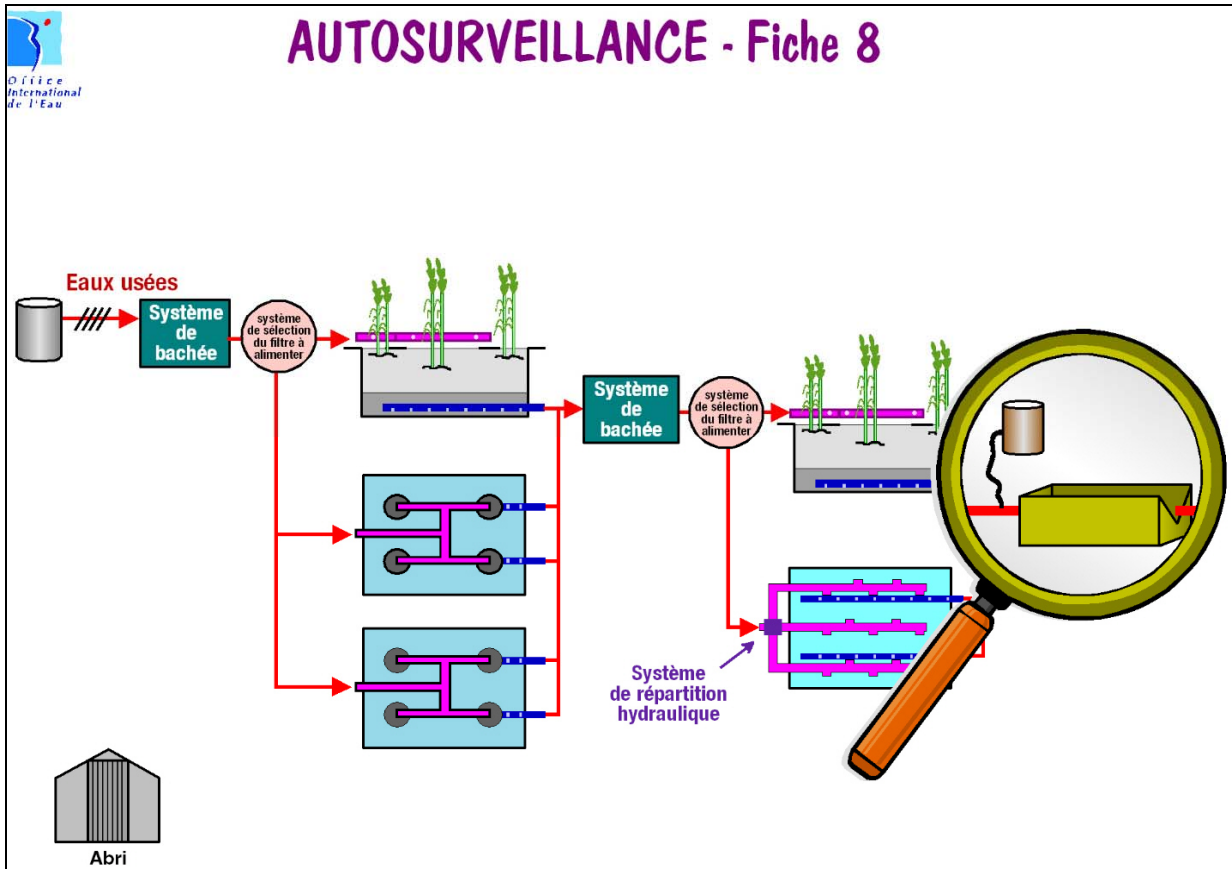 AUTOSURVEILLANCE - Fiche 8
Office
International
de l'Eau
Eaux usées
Système
de
bachée
système
de sélection
du filtre à
alimenter
Système
de
bachée
système
de sélection
du filtre à
alimenter
Système
de répartition
hydraulique
Abri